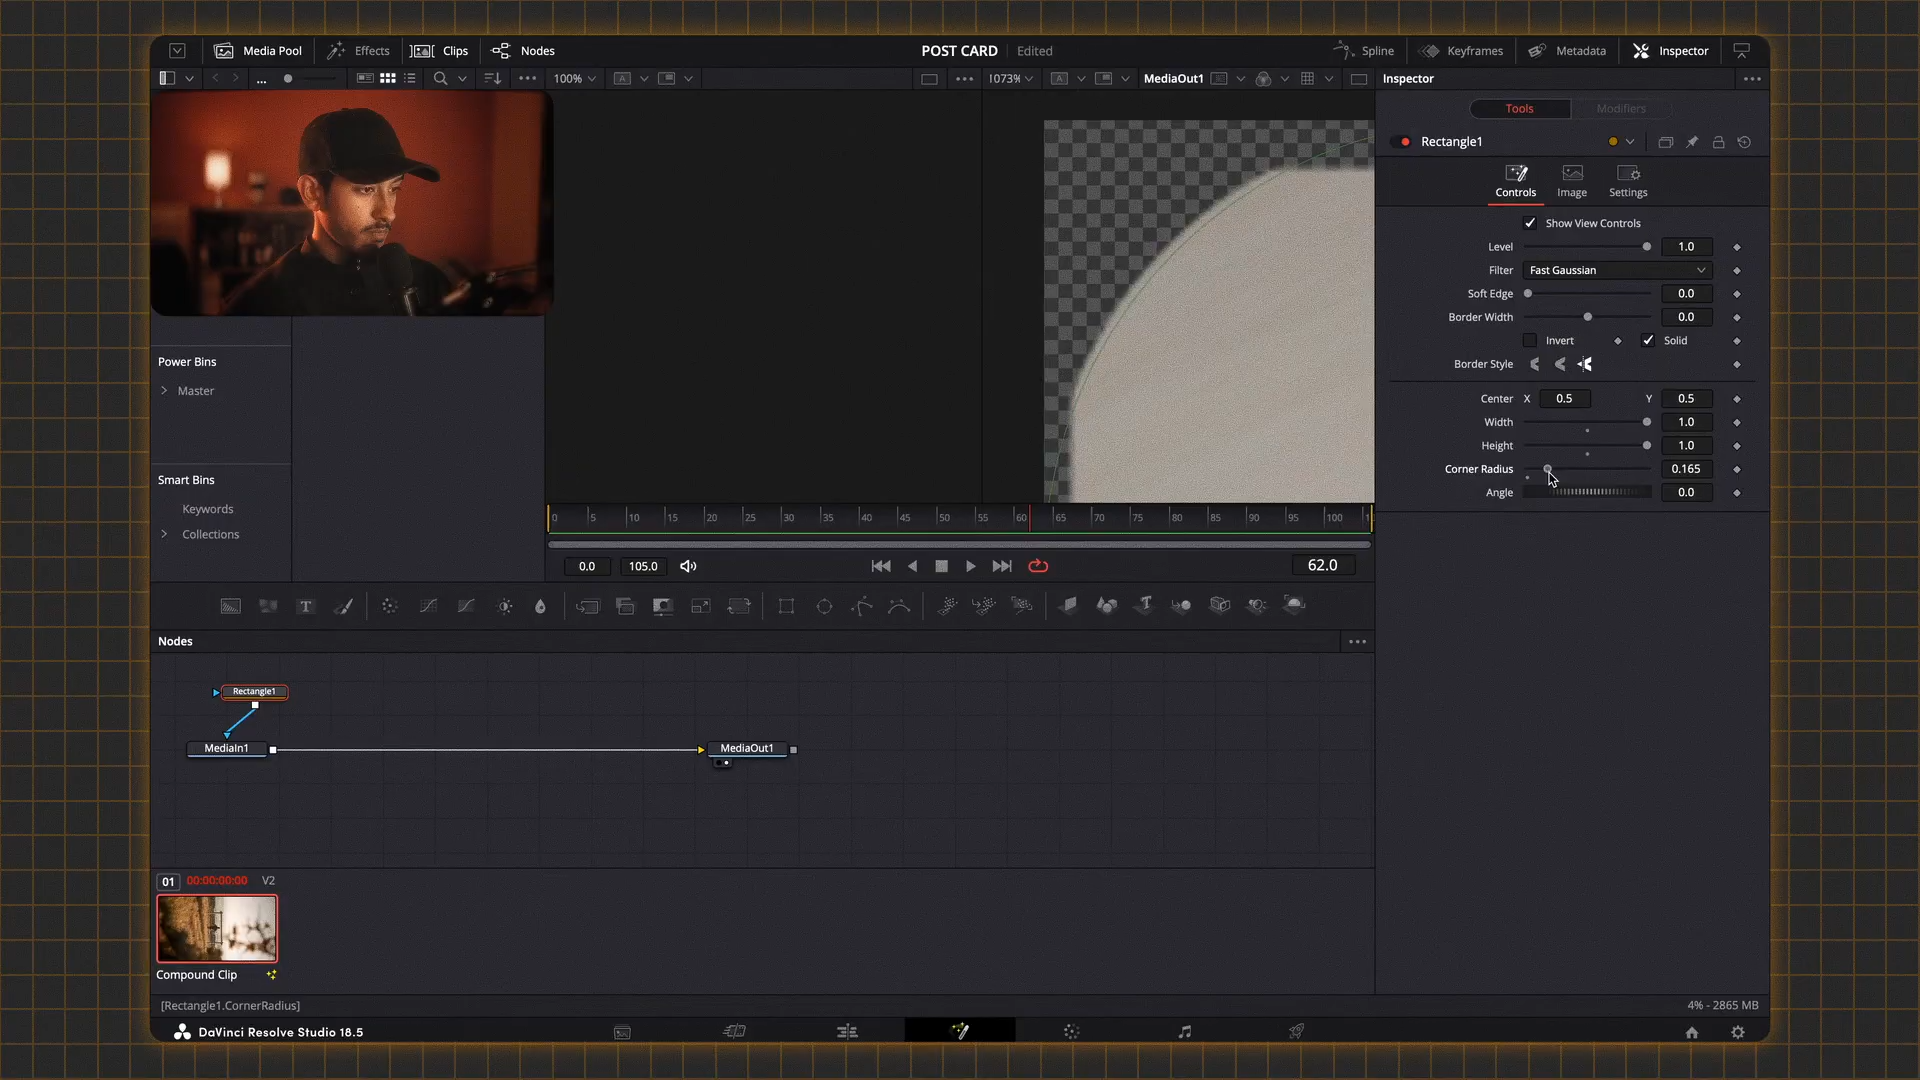 Media Pool
Effects
Clips
Nodes
POST CARD
Edited
Spline
Keyframes
Metadata
Inspector
...
100%
A
1073%
A
MediaOut1
Inspector
Tools
Modifiers
Rectangle1
Controls
Image
Settings
Show View Controls
Level
1.0
Filter
Fast Gaussian
Soft Edge
0.0
Border Width
0.0
Invert
Solid
Border Style
Center X 0.5 Y 0.5
Width
1.0
Height
1.0
Corner Radius
0.165
Angle
0.0
Power Bins
Master
Smart Bins
Keywords
Collections
0 5 10 15 20 25 30 35 40 45 50 55 60 65 70 75 80 85 90 95 100
0.0
105.0
62.0
T
T
Nodes
Rectangle1
MediaIn1
MediaOut1
01 00:00:00:00 V2
Compound Clip
[Rectangle1.CornerRadius]
4% - 2865 MB
DaVinci Resolve Studio 18.5